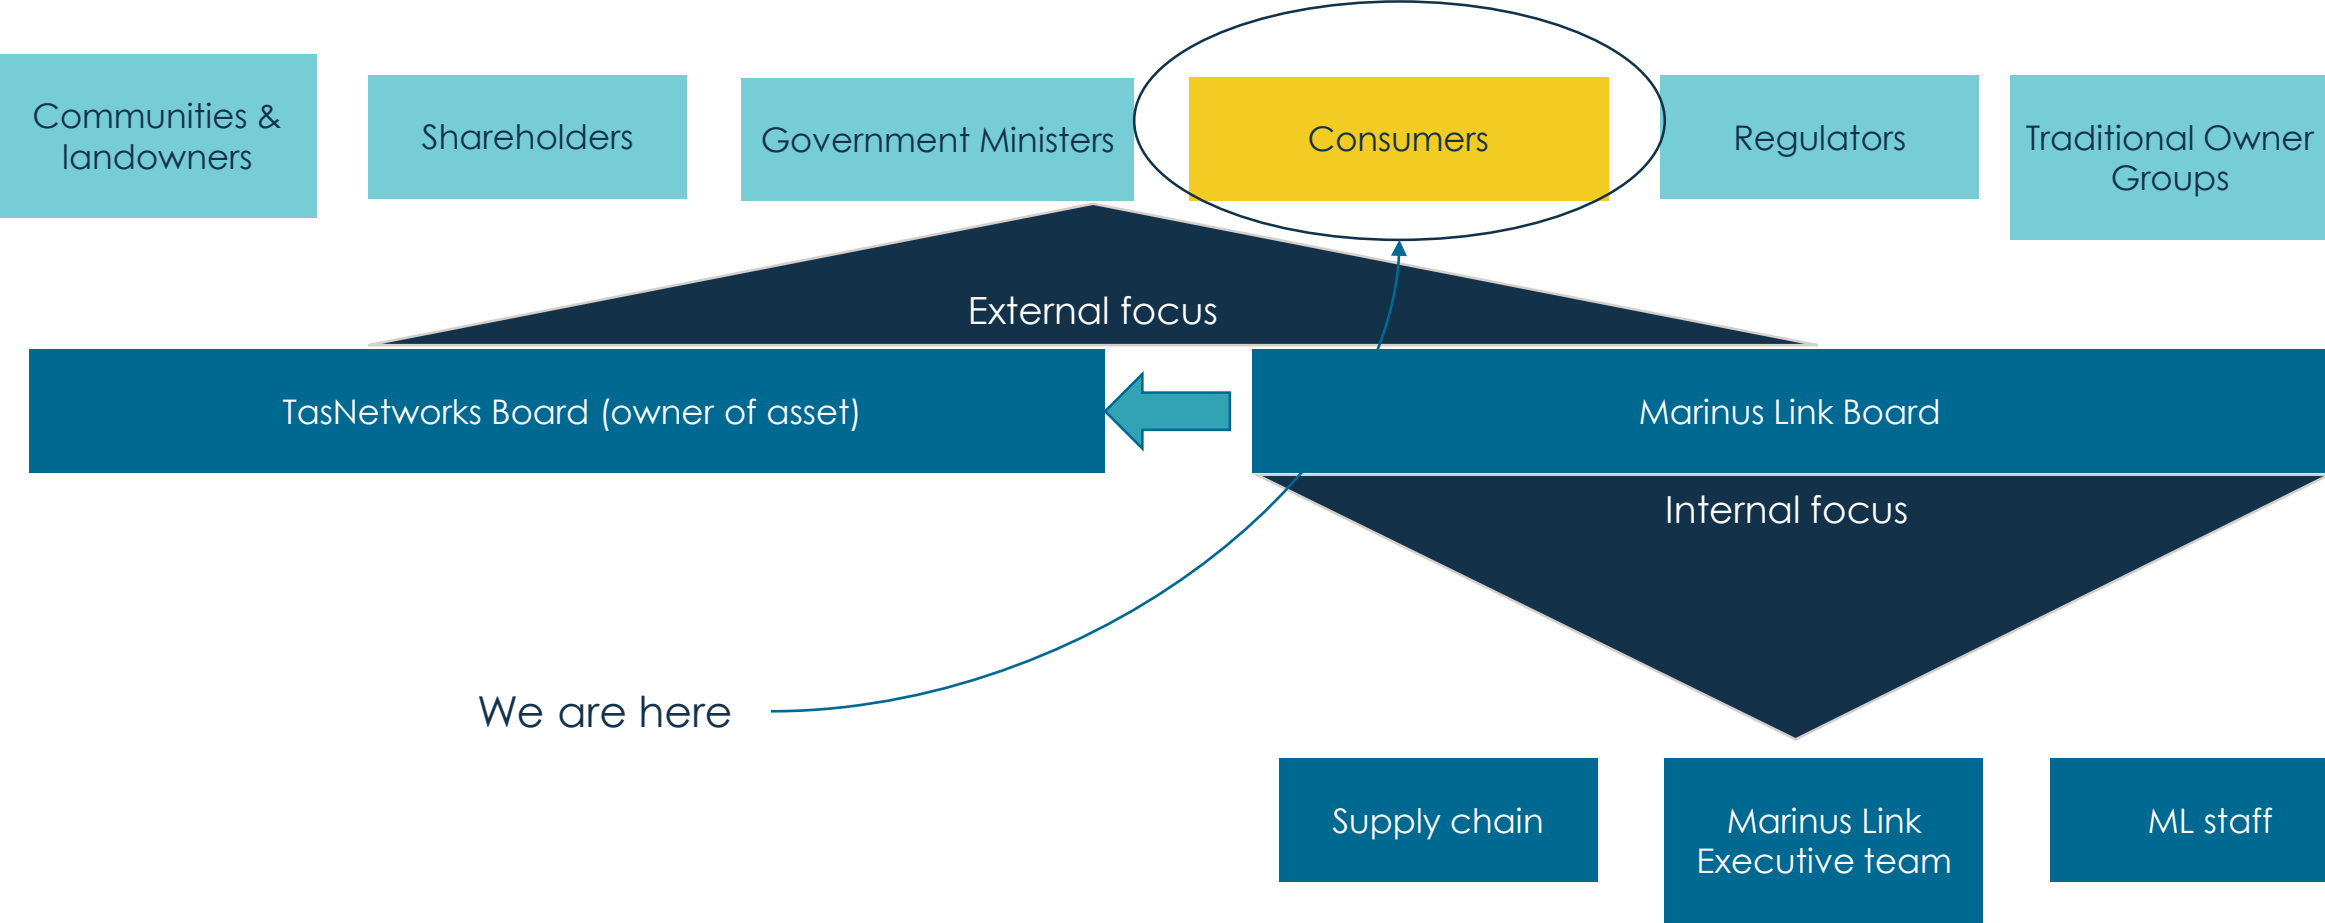 Communities &
landowners
Shareholders
Government Ministers
Consumers
Regulators
Traditional Owner
Groups
External focus
TasNetworks Board (owner of asset)
Marinus Link Board
Internal focus
We are here
Supply chain
Marinus Link
Executive team
ML staff